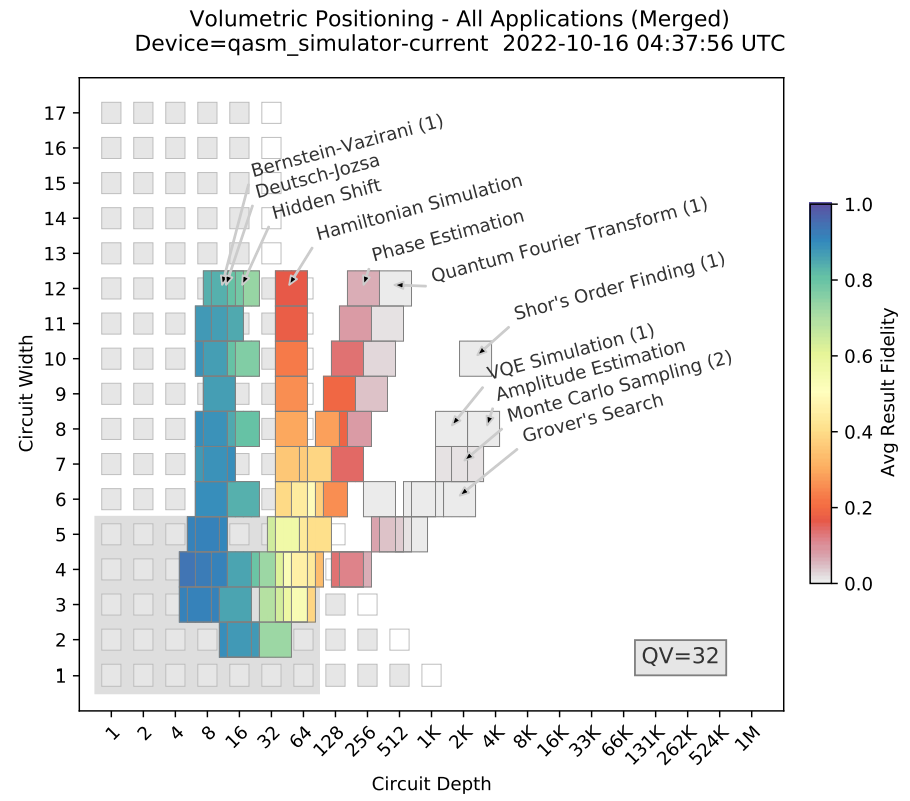 Volumetric Positioning - All Applications (Merged)
Device=qasm_simulator-current  2022-10-16 04:37:56 UTC
Bernstein-Vazirani (1)
Deutsch-Jozsa
Hidden Shift
Hamiltonian Simulation
Phase Estimation
Quantum Fourier Transform (1)
Shor's Order Finding (1)
VQE Simulation (1)
Amplitude Estimation
Monte Carlo Sampling (2)
Grover's Search
QV=32
Circuit Width
17
16
15
14
13
12
11
10
9
8
7
6
5
4
3
2
1
1
2
4
8
16
32
64
128
256
512
1K
2K
4K
8K
16K
33K
66K
131K
262K
524K
1M
Circuit Depth
1.0
0.8
0.6
0.4
0.2
0.0
Avg Result Fidelity